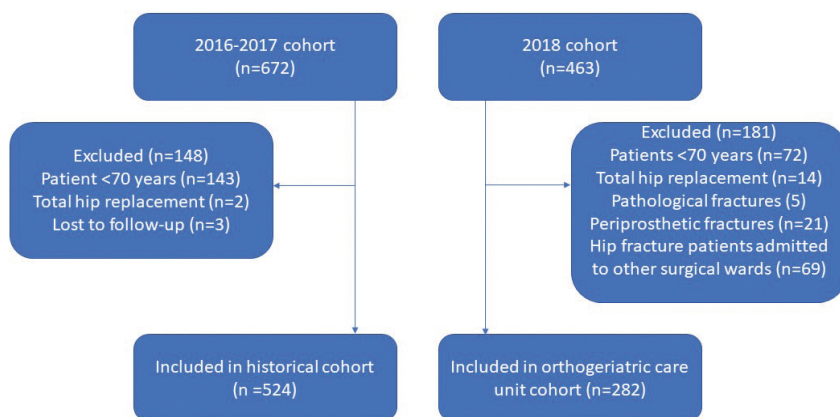 2016-2017 cohort
(n=672)
2018 cohort
(n=463)
Excluded (n=148)
Patient <70 years (n=143)
Total hip replacement (n=2)
Lost to follow-up (n=3)
Excluded (n=181)
Patients <70 years (n=72)
Total hip replacement (n=14)
Pathological fractures (5)
Periprosthetic fractures (n=21)
Hip fracture patients admitted
to other surgical wards (n=69)
Included in historical cohort
(n =524)
Included in orthogeriatric care
unit cohort (n=282)